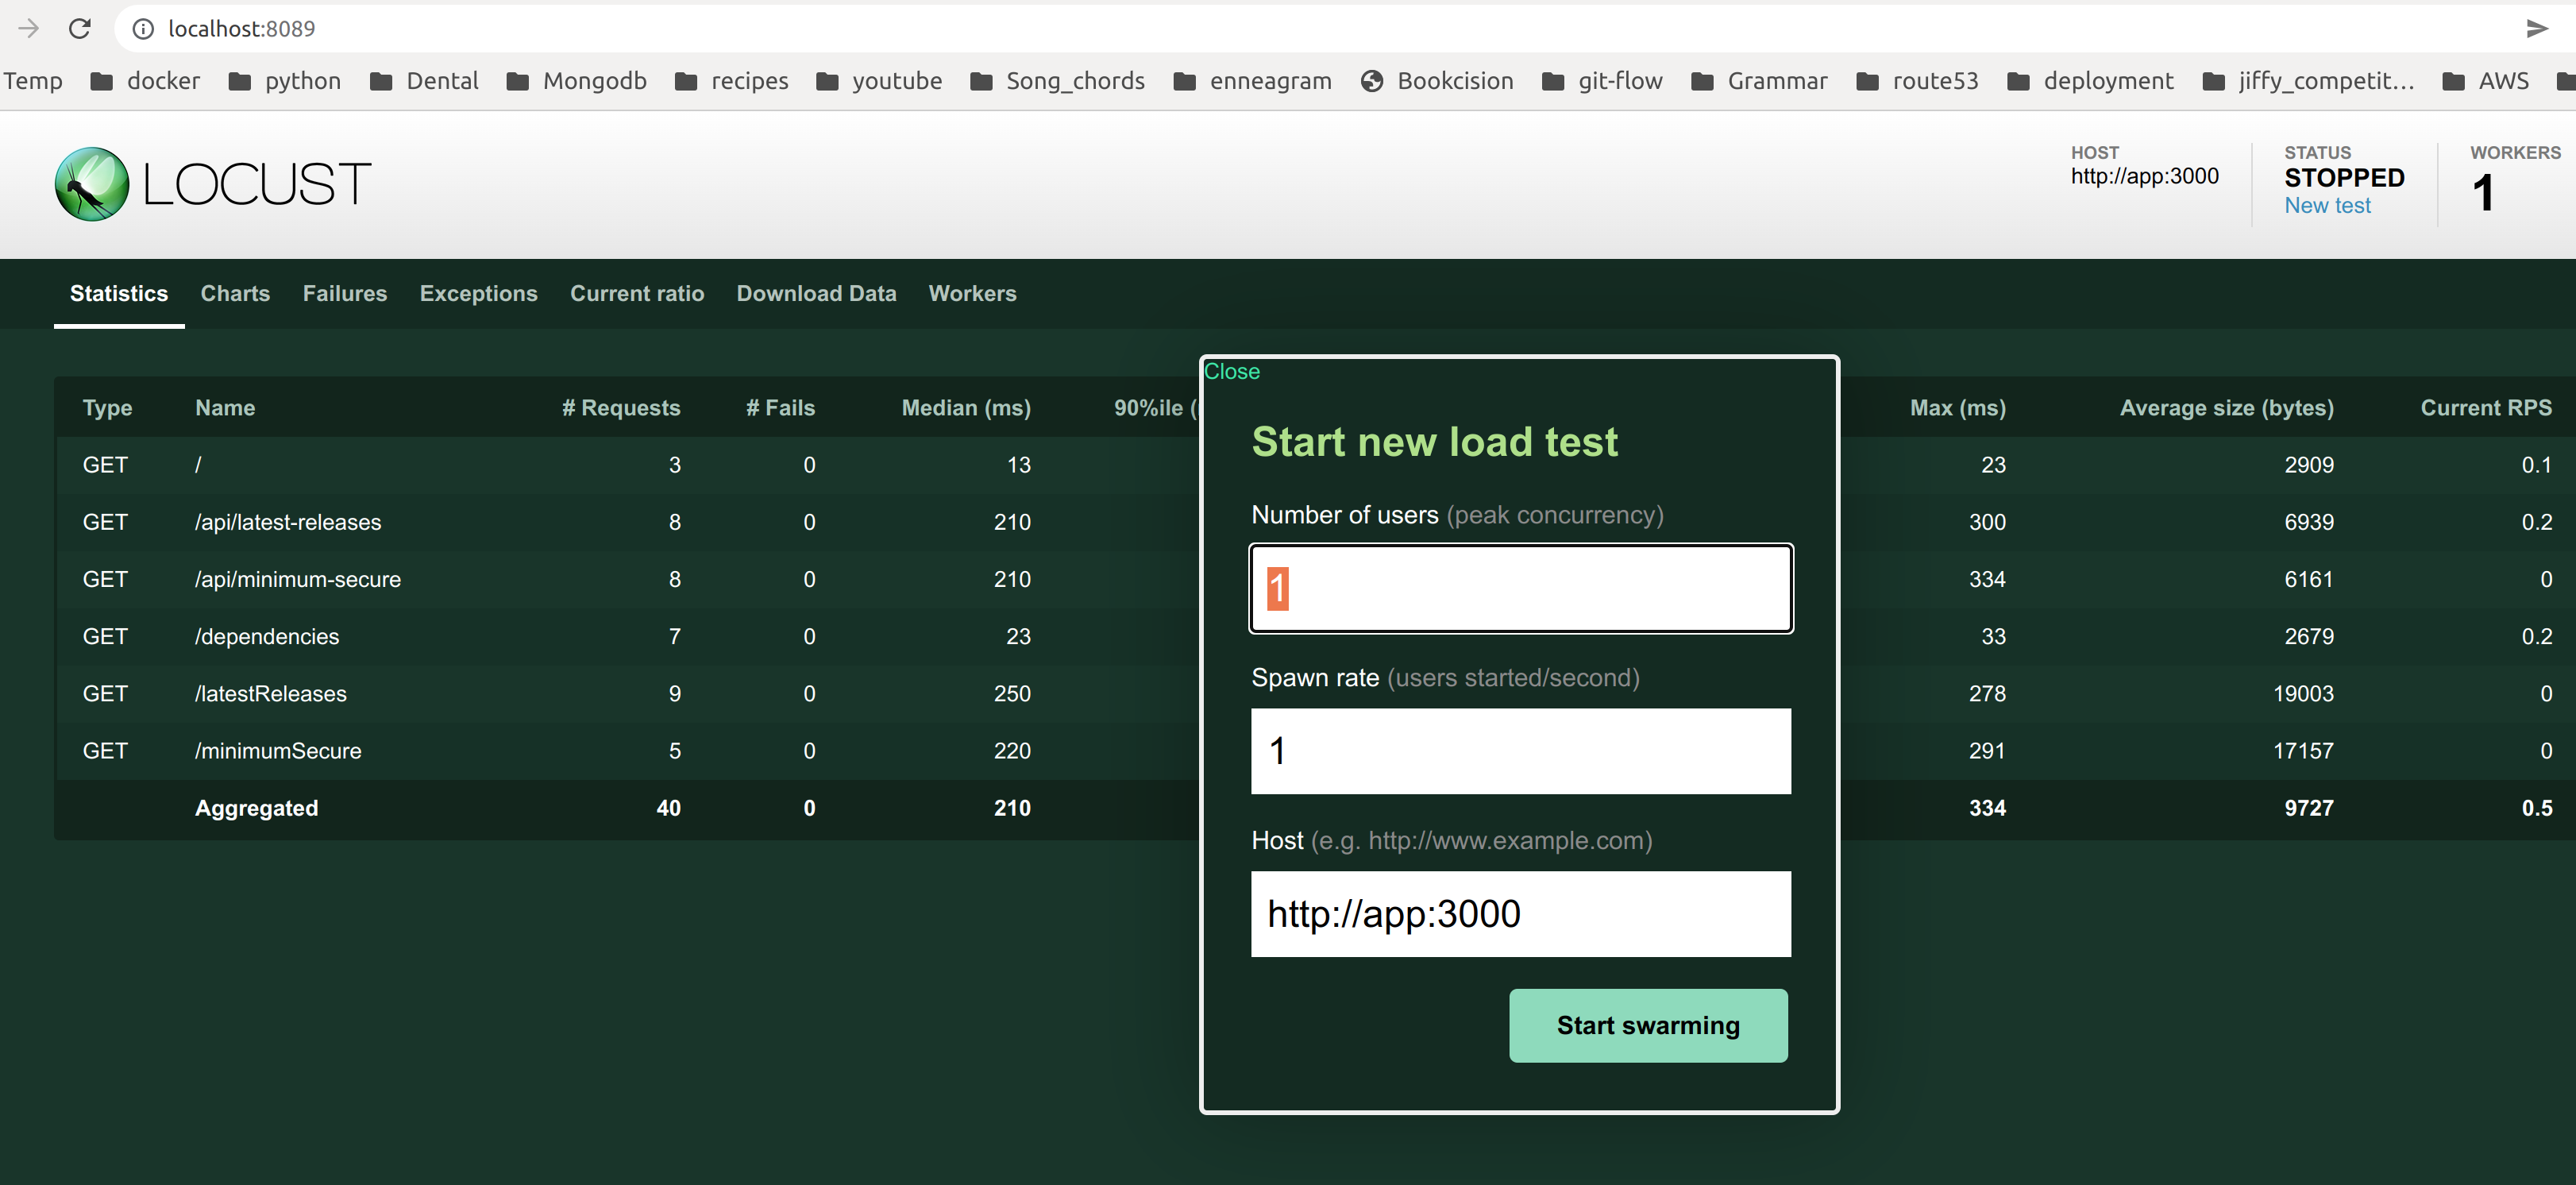 localhost:8089
Temp docker python Dental Mongodb recipes youtube Song_chords enneagram Bookcision git-flow Grammar route53 deployment jiffy_competit... AWS
LOCUST
HOST
http://app:3000
STATUS
STOPPED
New test
WORKERS
1
Statistics Charts Failures Exceptions Current ratio Download Data Workers
Type Name # Requests # Fails Median (ms) 90%ile ( Max (ms) Average size (bytes) Current RPS
GET / 3 0 13 23 2909 0.1
GET /api/latest-releases 8 0 210 300 6939 0.2
GET /api/minimum-secure 8 0 210 334 6161 0
GET /dependencies 7 0 23 33 2679 0.2
GET /latestReleases 9 0 250 278 19003 0
GET /minimumSecure 5 0 220 291 17157 0
Aggregated 40 0 210 334 9727 0.5
Close
Start new load test
Number of users (peak concurrency)
1
Spawn rate (users started/second)
1
Host (e.g. http://www.example.com)
http://app:3000
Start swarming